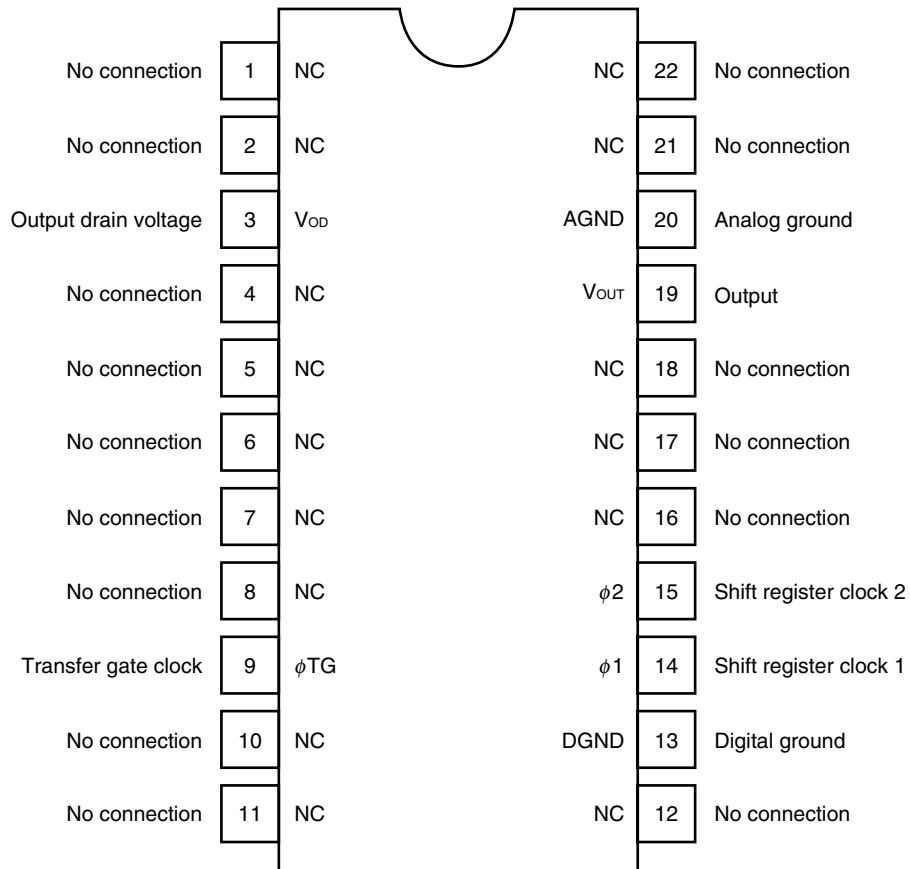 No connection 1 NC NC 22 No connection
No connection 2 NC NC 21 No connection
Output drain voltage 3 VOD AGND 20 Analog ground
No connection 4 NC VOUT 19 Output
No connection 5 NC NC 18 No connection
No connection 6 NC NC 17 No connection
No connection 7 NC NC 16 No connection
No connection 8 NC ϕ2 15 Shift register clock 2
Transfer gate clock 9 ϕTG ϕ1 14 Shift register clock 1
No connection 10 NC DGND 13 Digital ground
No connection 11 NC NC 12 No connection